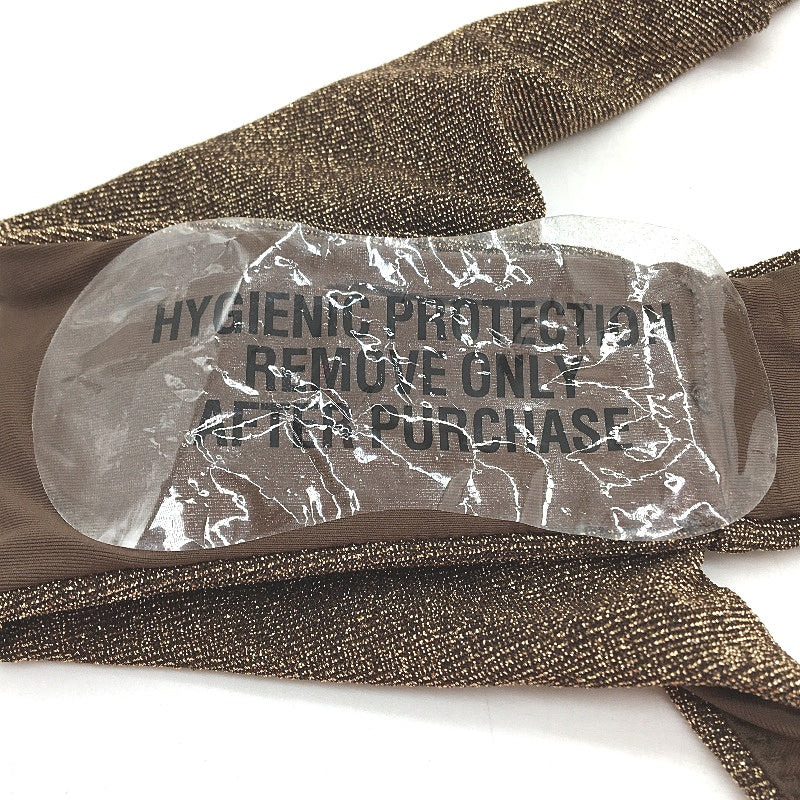 HYGIENIC PROTECTION
REMOVE ONLY
AFTER PURCHASE